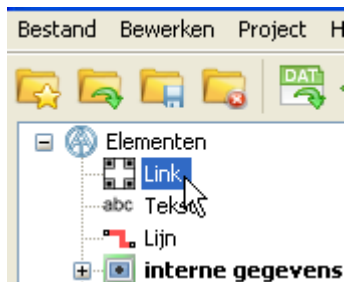 Bestand Bewerken Project H
DAT
Elementen
Link
abc Tekst
Lijn
interne gegevens